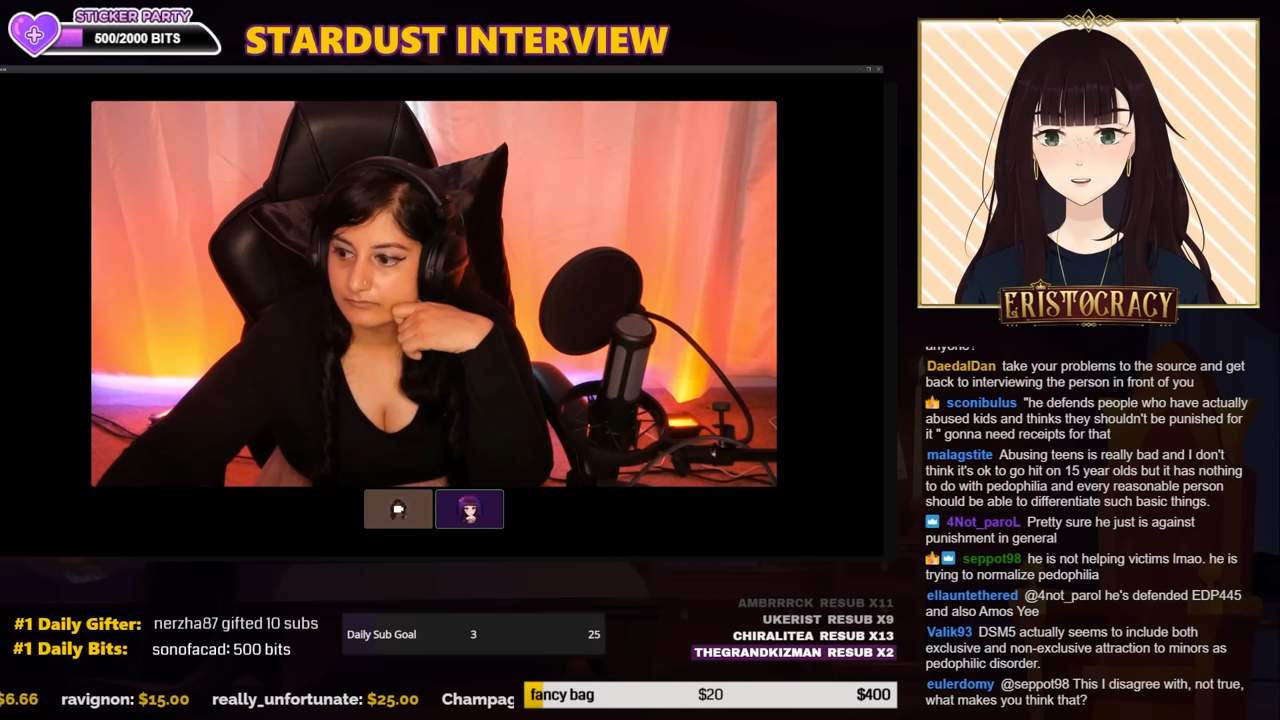 STICKER PARTY
500/2000 BITS
STARDUST INTERVIEW
ERISTOCRACY
anyone?
DaedalDan take your problems to the source and get
back to interviewing the person in front of you
sconibulus "he defends people who have actually
abused kids and thinks they shouldn't be punished for
it " gonna need receipts for that
malagstite Abusing teens is really bad and I don't
think it's ok to go hit on 15 year olds but it has nothing
to do with pedophilia and every reasonable person
should be able to differentiate such basic things.
4Not_paroL Pretty sure he just is against
punishment in general
seppot98 he is not helping victims lmao. he is
trying to normalize pedophilia
ellauntethered @4not_parol he's defended EDP445
and also Amos Yee
Valik93 DSM5 actually seems to include both
exclusive and non-exclusive attraction to minors as
pedophilic disorder.
eulerdomy @seppot98 This I disagree with, not true,
what makes you think that?
#1 Daily Gifter: nerzha87 gifted 10 subs
#1 Daily Bits: sonofacad: 500 bits
Daily Sub Goal 3 25
AMBRRRCK RESUB X11
UKERIST RESUB X9
CHIRALITEA RESUB X13
THEGRANDKIZMAN RESUB X2
$6.66 ravignon: $15.00 really_unfortunate: $25.00 Champag
fancy bag $20 $400